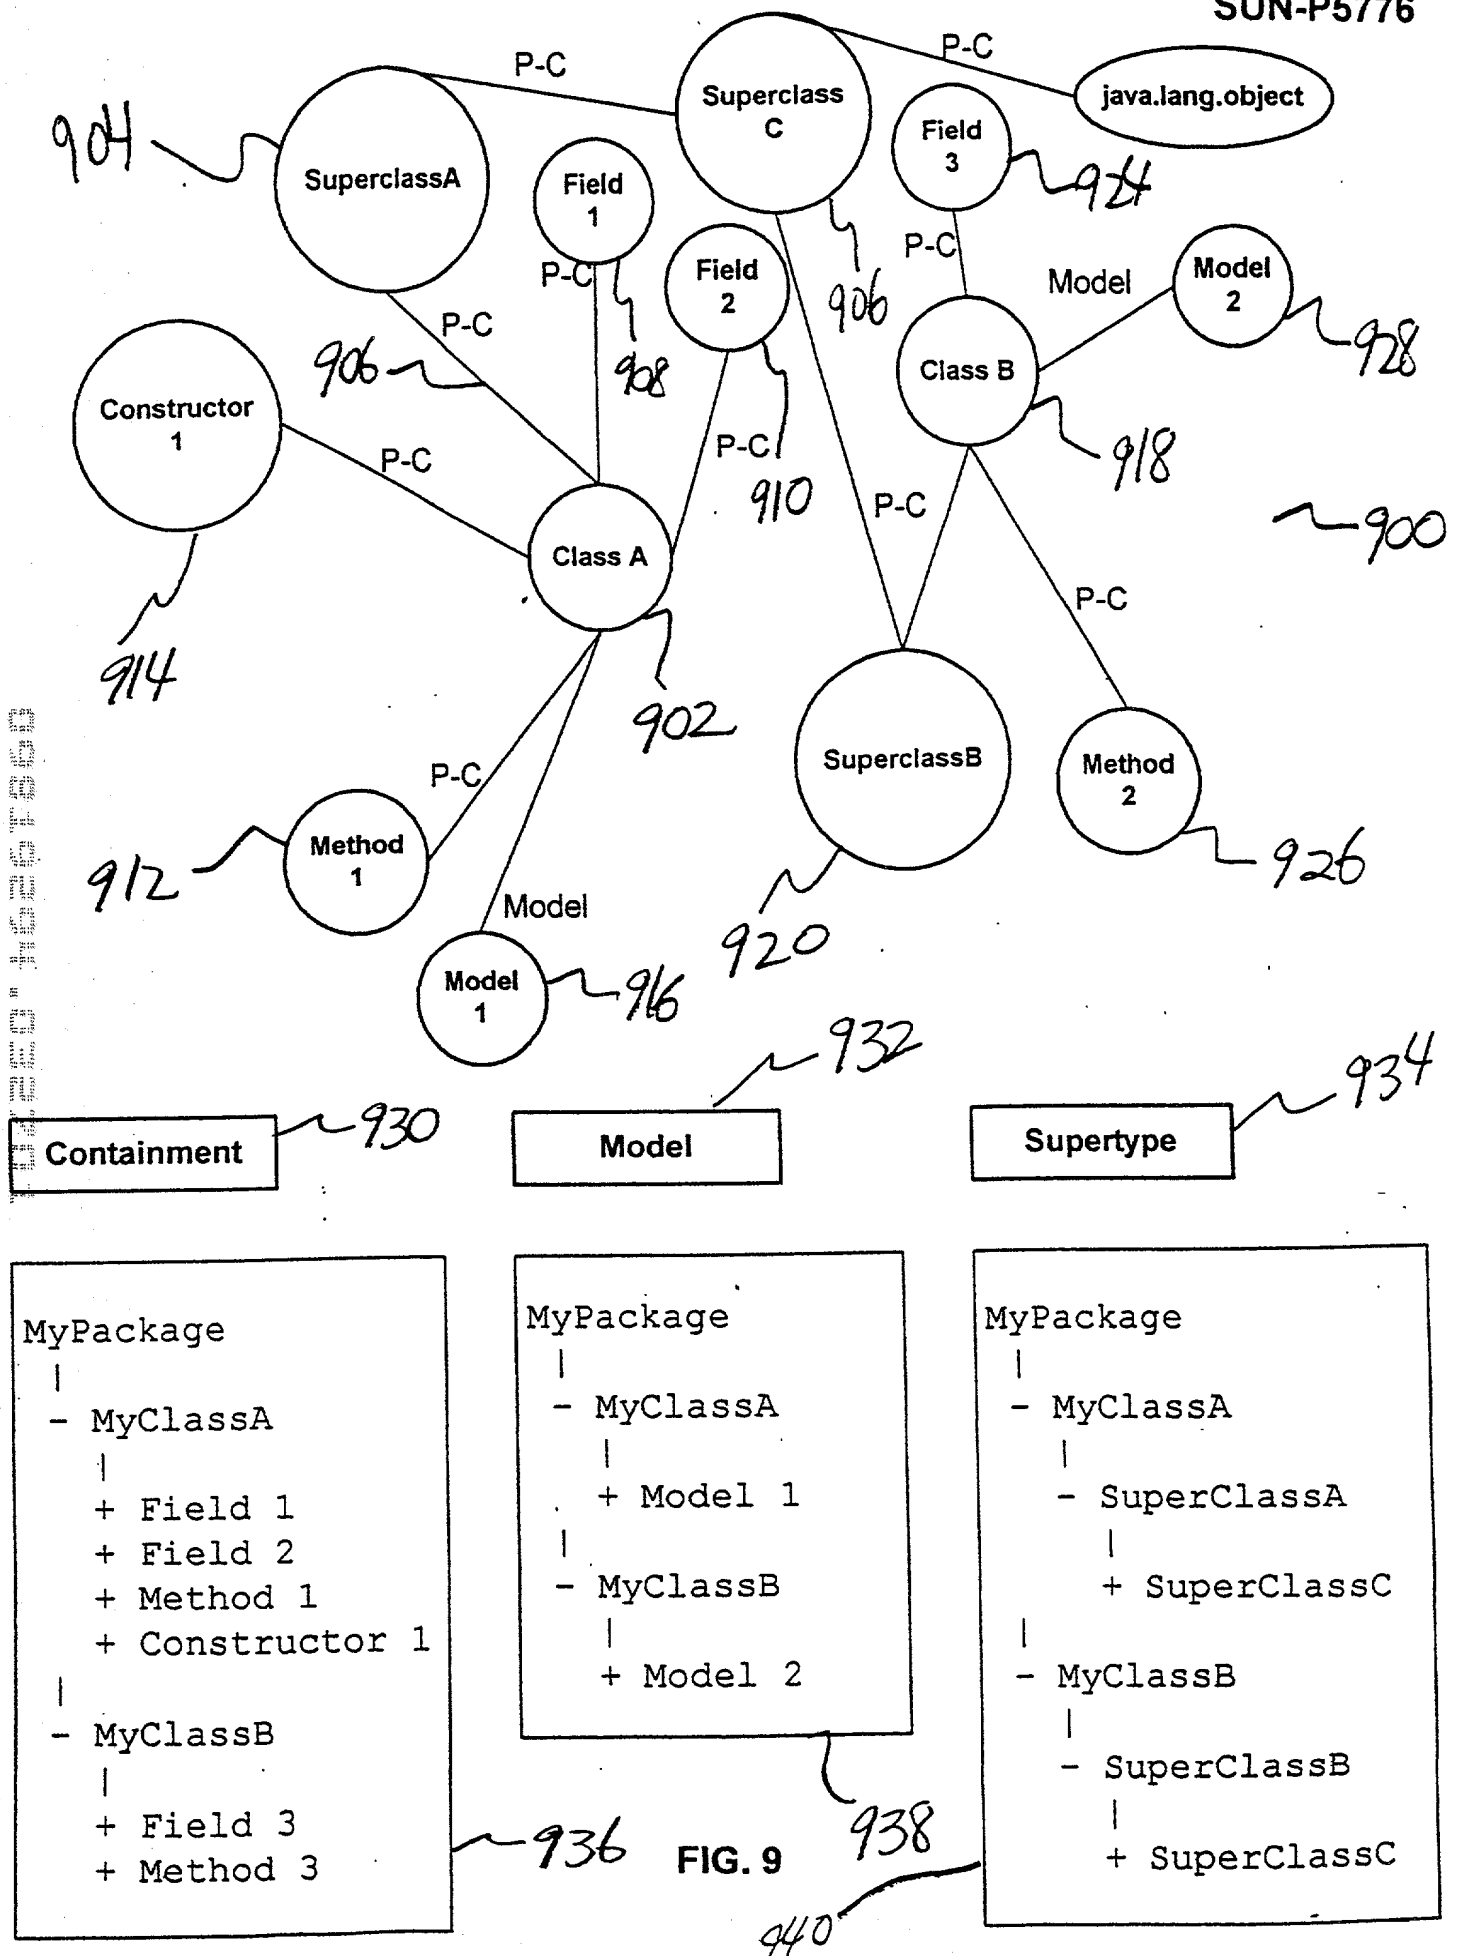 SUN-P5776
P-C
P-C
Superclass
C
java.lang.object
Field
3
904
SuperclassA
Field
1
924
P-C
P-C
Field
2
Model
Model
2
906
P-C
906
908
Class B
928
Constructor
1
P-C
P-C
910
918
P-C
900
Class A
P-C
914
902
P-C
SuperclassB
Method
2
912
Method
1
926
Model
920
Model
1
916
932
934
930
Containment
Model
Supertype
MyPackage
|
- MyClassA
|
+ Field 1
+ Field 2
+ Method 1
+ Constructor 1
|
- MyClassB
|
+ Field 3
+ Method 3
936
MyPackage
|
- MyClassA
|
+ Model 1
|
- MyClassB
|
+ Model 2
938
MyPackage
|
- MyClassA
|
- SuperClassA
|
+ SuperClassC
|
- MyClassB
|
- SuperClassB
|
+ SuperClassC
940
FIG. 9